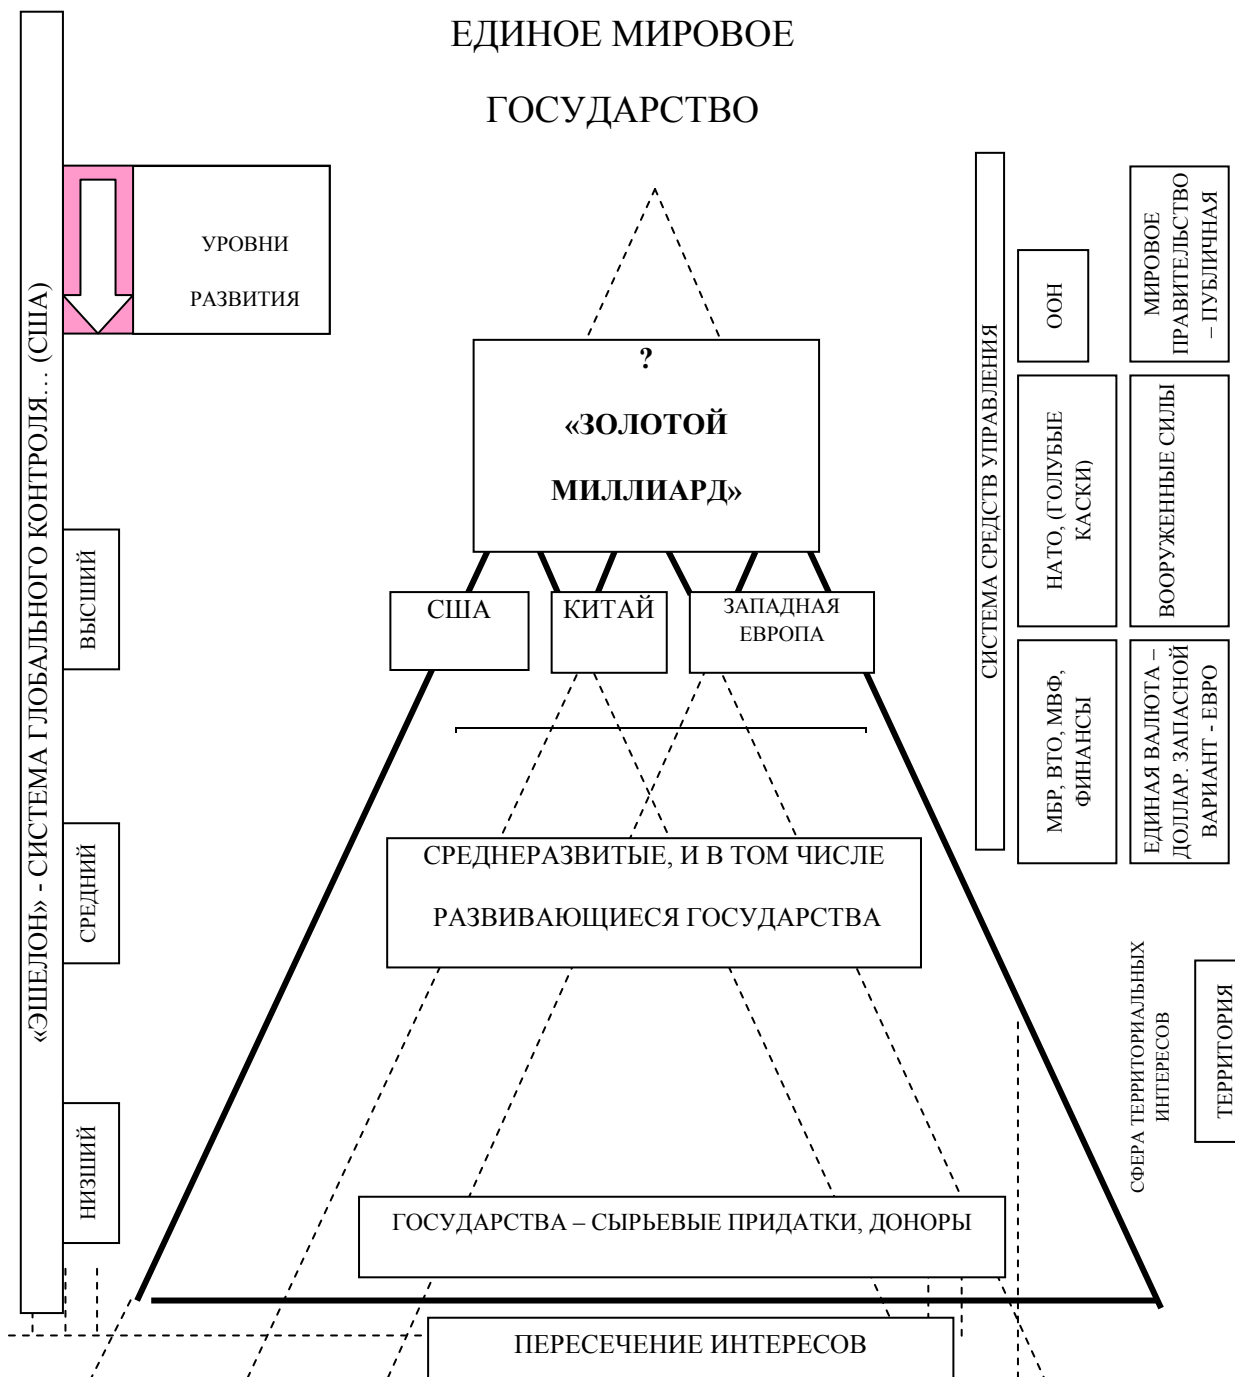 ЕДИНОЕ МИРОВОЕ
ГОСУДАРСТВО
«ЭШЕЛОН» - СИСТЕМА ГЛОБАЛЬНОГО КОНТРОЛЯ… (США)
УРОВНИ
РАЗВИТИЯ
ВЫСШИЙ
СРЕДНИЙ
НИЗШИЙ
?
«ЗОЛОТОЙ
МИЛЛИАРД»
США
КИТАЙ
ЗАПАДНАЯ
ЕВРОПА
СРЕДНЕРАЗВИТЫЕ, И В ТОМ ЧИСЛЕ
РАЗВИВАЮЩИЕСЯ ГОСУДАРСТВА
ГОСУДАРСТВА – СЫРЬЕВЫЕ ПРИДАТКИ, ДОНОРЫ
ПЕРЕСЕЧЕНИЕ ИНТЕРЕСОВ
СИСТЕМА СРЕДСТВ УПРАВЛЕНИЯ
ООН
МИРОВОЕ
ПРАВИТЕЛЬСТВО
– ПУБЛИЧНАЯ
НАТО, (ГОЛУБЫЕ
КАСКИ)
ВООРУЖЕННЫЕ СИЛЫ
МБР, ВТО, МВФ,
ФИНАНСЫ
ЕДИНАЯ ВАЛЮТА –
ДОЛЛАР. ЗАПАСНОЙ
ВАРИАНТ - ЕВРО
СФЕРА ТЕРРИТОРИАЛЬНЫХ
ИНТЕРЕСОВ
ТЕРРИТОРИЯ